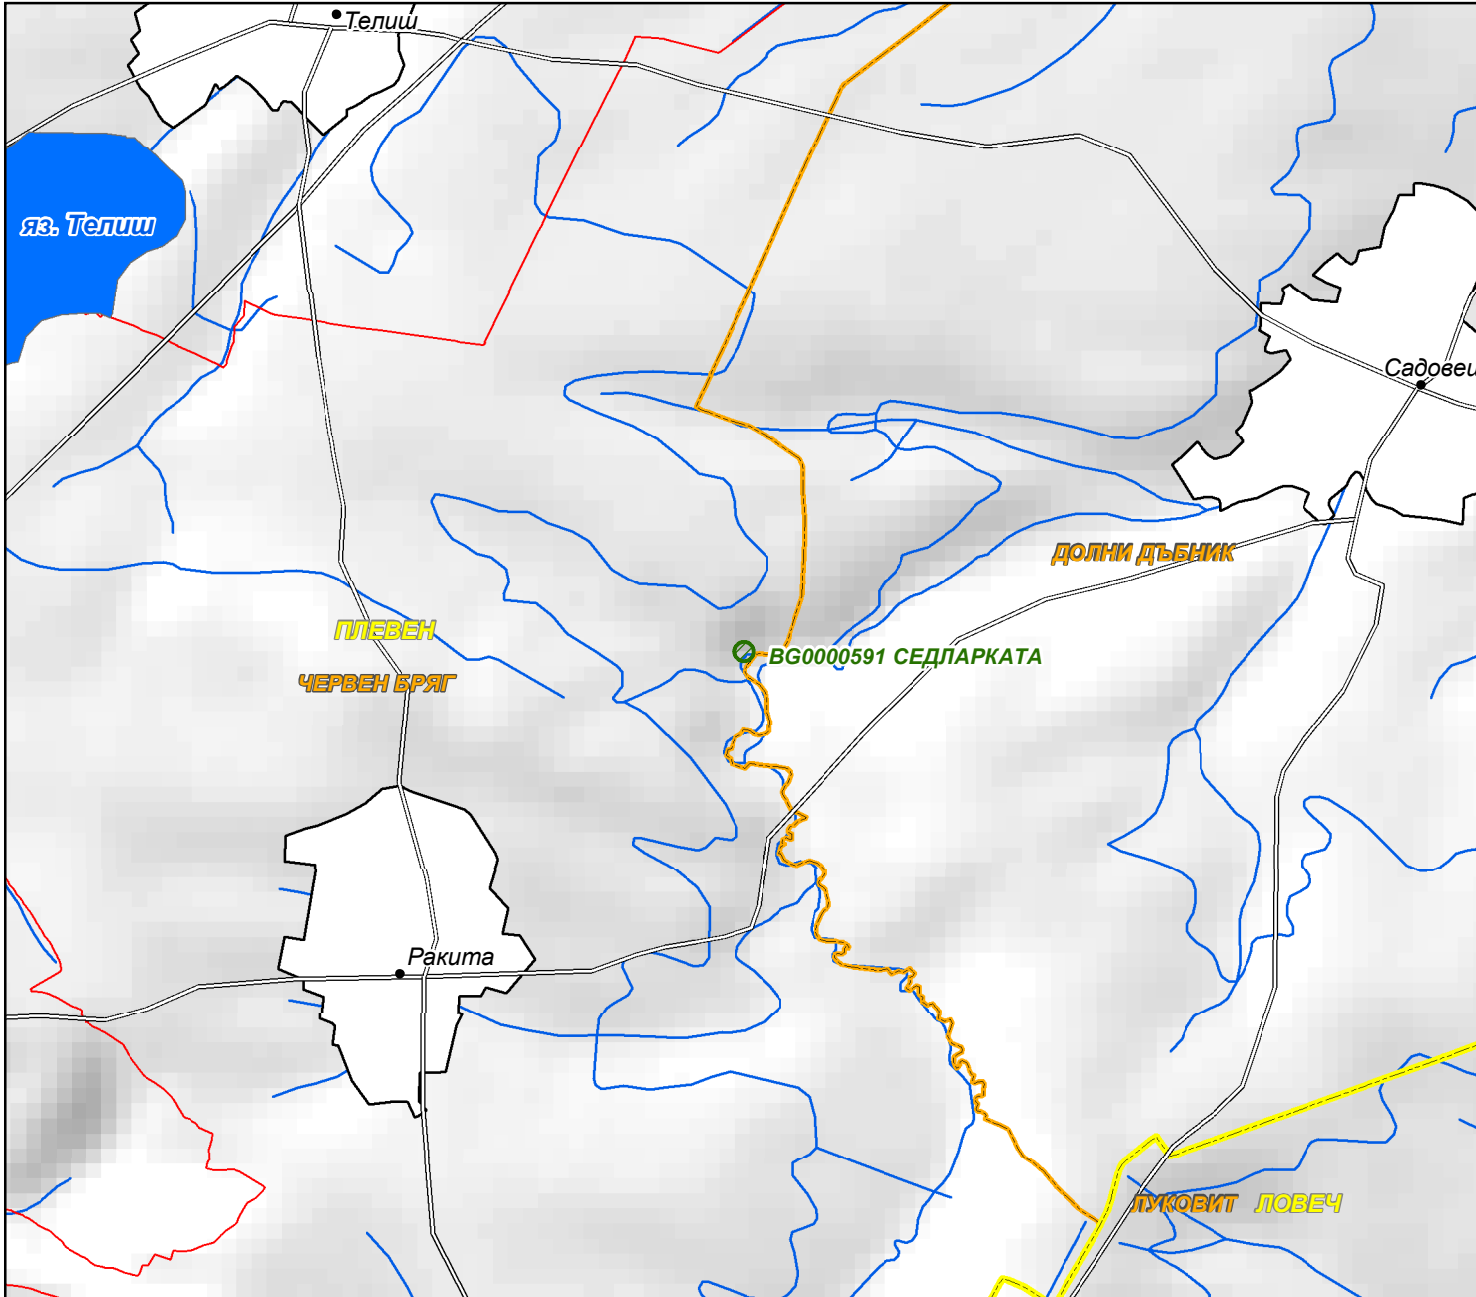 Телиш
яз. Телиш
Садовец
ДОЛНИ ДЪБНИК
ПЛЕВЕН
BG0000591 СЕДЛАРКАТА
ЧЕРВЕН БРЯГ
Ракита
ЛУКОВИТ ЛОВЕЧ